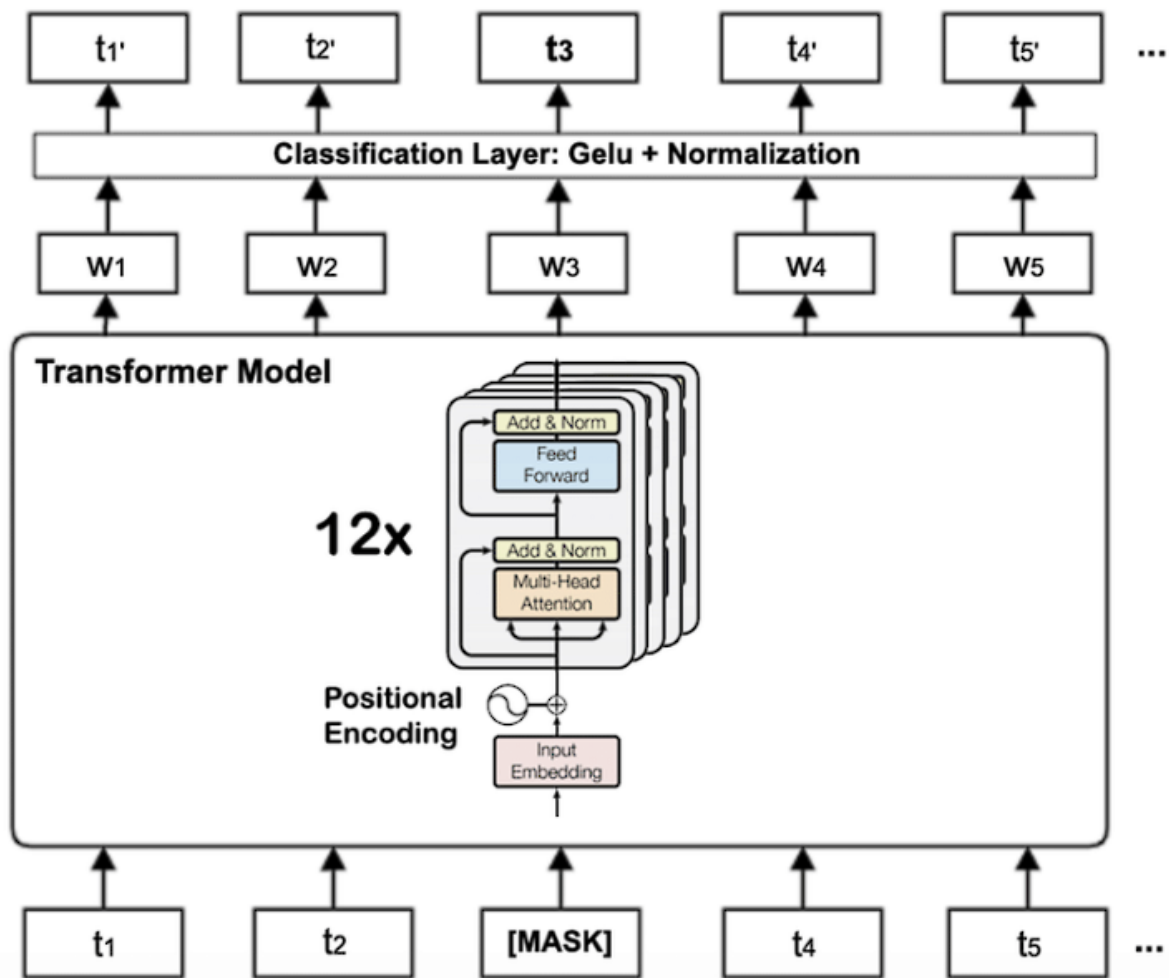 t1' t2' t3 t4' t5' ...
Classification Layer: Gelu + Normalization
w1 w2 w3 w4 w5
Transformer Model
Add & Norm
Feed
Forward
12x
Add & Norm
Multi-Head
Attention
Positional
Encoding
Input
Embedding
t1 t2 [MASK] t4 t5 ...